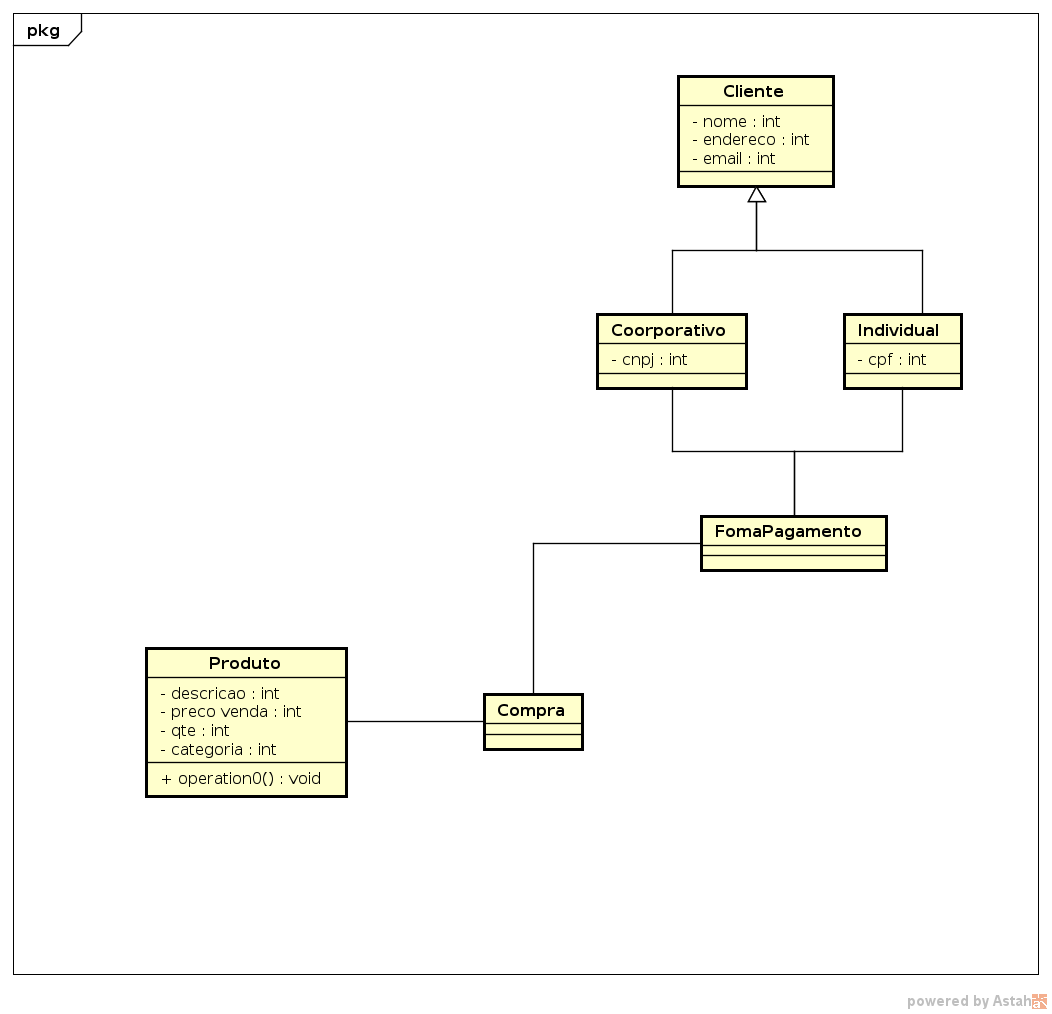 pkg
Cliente
- nome : int
- endereco : int
- email : int
Coorporativo
- cnpj : int
Individual
- cpf : int
FomaPagamento
Produto
- descricao : int
- preco venda : int
- qte : int
- categoria : int
+ operation0() : void
Compra
powered by Astah